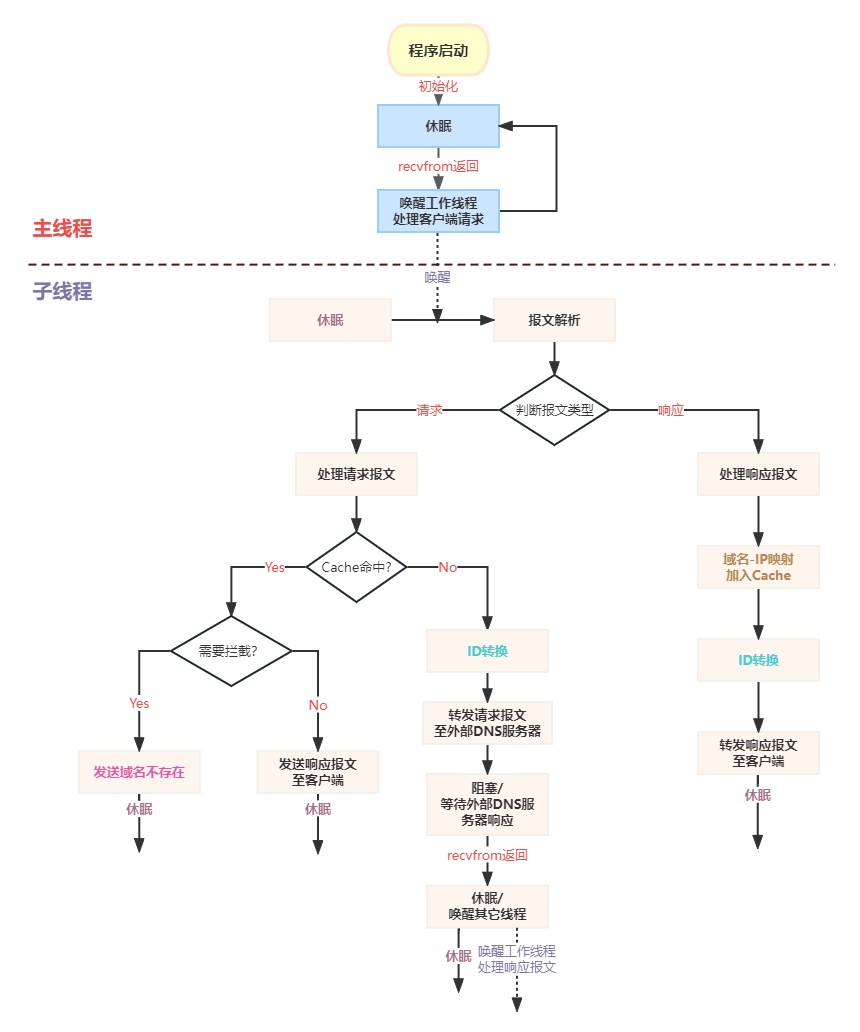 程序启动
初始化
休眠
recvfrom返回
唤醒工作线程
处理客户端请求
主线程
唤醒
子线程
休眠
报文解析
请求
判断报文类型
响应
处理请求报文
处理响应报文
Yes
Cache命中?
No
域名-IP映射
加入Cache
需要拦截?
ID转换
ID转换
Yes
No
转发请求报文
至外部DNS服务器
转发响应报文
至客户端
发送域名不存在
发送响应报文
至客户端
阻塞/
等待外部DNS服
务器响应
休眠
休眠
休眠
recvfrom返回
休眠/
唤醒其它线程
休眠
唤醒工作线程
处理响应报文